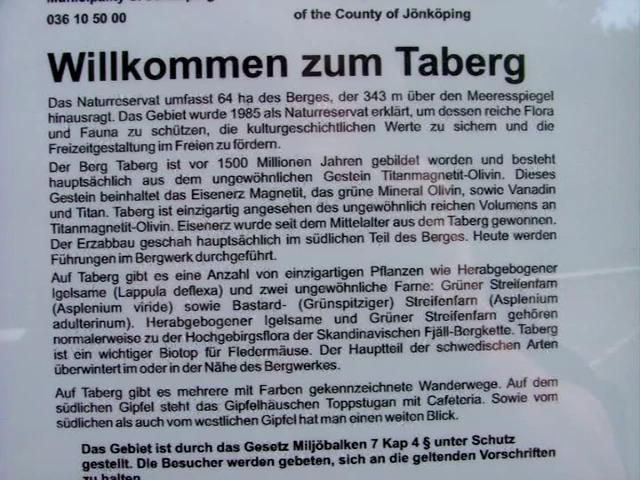 of the County of Jönköping
036 10 50 00
Willkommen zum Taberg
Das Naturreservat umfasst 64 ha des Berges, der 343 m über den Meeresspiegel
hinausragt. Das Gebiet wurde 1985 als Naturreservat erklärt, um dessen reiche Flora
und Fauna zu schützen, die kulturgeschichtlichen Werte zu sichern und die
Freizeitgestaltung im Freien zu fördern.
Der Berg Taberg ist vor 1500 Millionen Jahren gebildet worden und besteht
hauptsächlich aus dem ungewöhnlichen Gestein Titanmagnetit-Olivin. Dieses
Gestein beinhaltet das Eisenerz Magnetit, das grüne Mineral Olivin, sowie Vanadin
und Titan. Taberg ist einzigartig angesehen des ungewöhnlich reichen Volumens an
Titanmagnetit-Olivin. Eisenerz wurde seit dem Mittelalter aus dem Taberg gewonnen.
Der Erzabbau geschah hauptsächlich im südlichen Teil des Berges. Heute werden
Führungen im Bergwerk durchgeführt.
Auf Taberg gibt es eine Anzahl von einzigartigen Pflanzen wie Herabgebogener
Igelsame (Lappula deflexa) und zwei ungewöhnliche Farne: Grüner Streifenfarn
(Asplenium viride) sowie Bastard- (Grünspitziger) Streifenfarn (Asplenium
adulterinum). Herabgebogener Igelsame und Grüner Streifenfarn gehören
normalerweise zu der Hochgebirgsflora der Skandinavischen Fjäll-Bergkette. Taberg
ist ein wichtiger Biotop für Fledermäuse. Der Hauptteil der schwedischen Arten
überwintert im oder in der Nähe des Bergwerkes.
Auf Taberg gibt es mehrere mit Farben gekennzeichnete Wanderwege. Auf dem
südlichen Gipfel steht das Gipfelhäuschen Toppstugan mit Cafeteria. Sowie vom
südlichen als auch vom westlichen Gipfel hat man einen weiten Blick.
Das Gebiet ist durch das Gesetz Miljöbalken 7 Kap 4 § unter Schutz
gestellt. Die Besucher werden gebeten, sich an die geltenden Vorschriften
zu halten